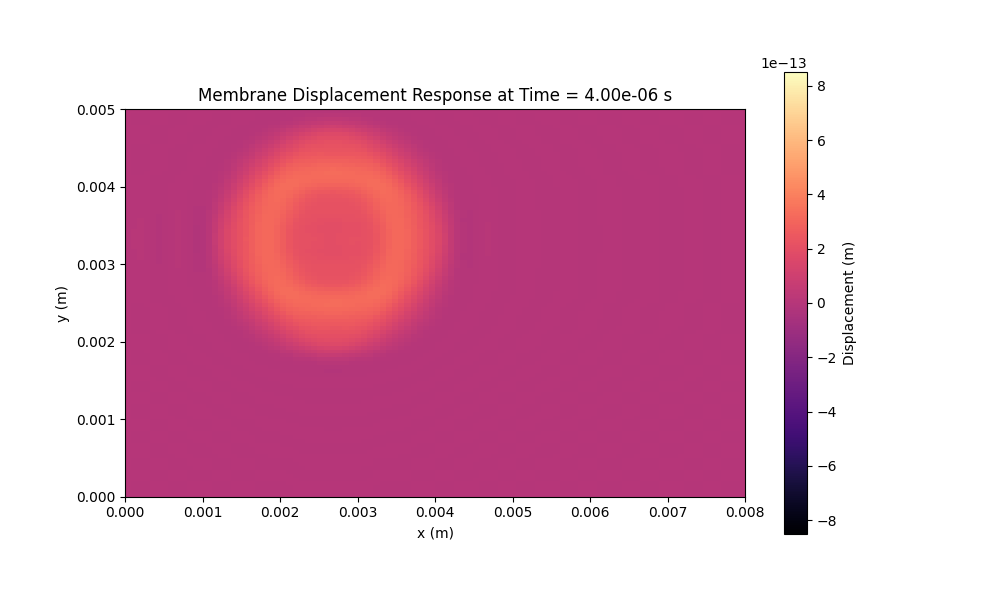 1e−13
Membrane Displacement Response at Time = 4.00e-06 s
0.005
0.004
0.003
0.002
0.001
0.000
y (m)
0.000 0.001 0.002 0.003 0.004 0.005 0.006 0.007 0.008
x (m)
8
6
4
2
0
−2
−4
−6
−8
Displacement (m)